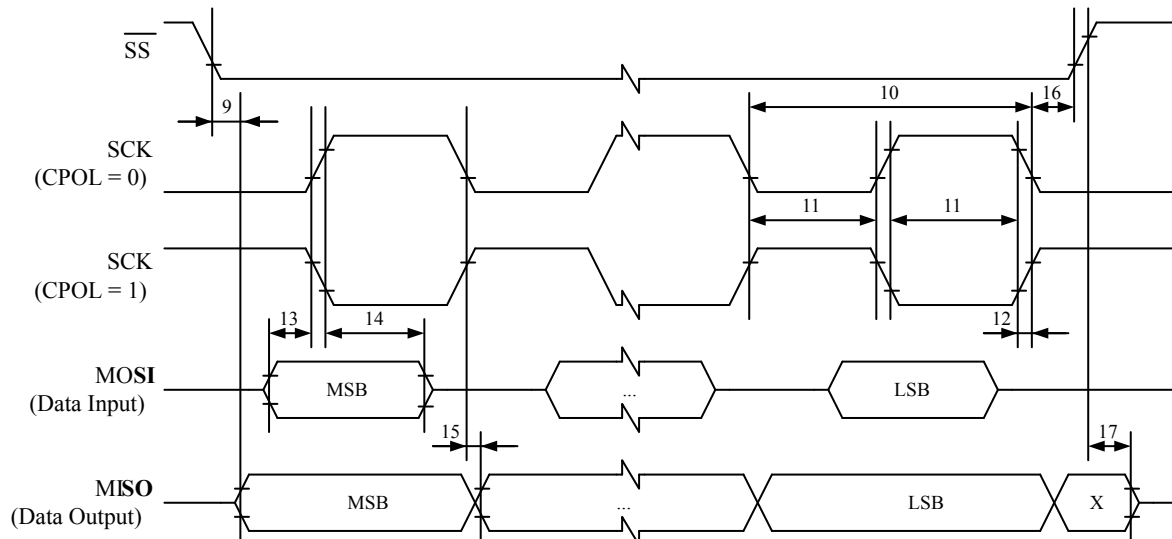 SS
10
16
9
SCK
(CPOL = 0)
11
11
SCK
(CPOL = 1)
13
14
12
MOSI
(Data Input)
MSB
...
LSB
15
17
MISO
(Data Output)
MSB
...
LSB
X